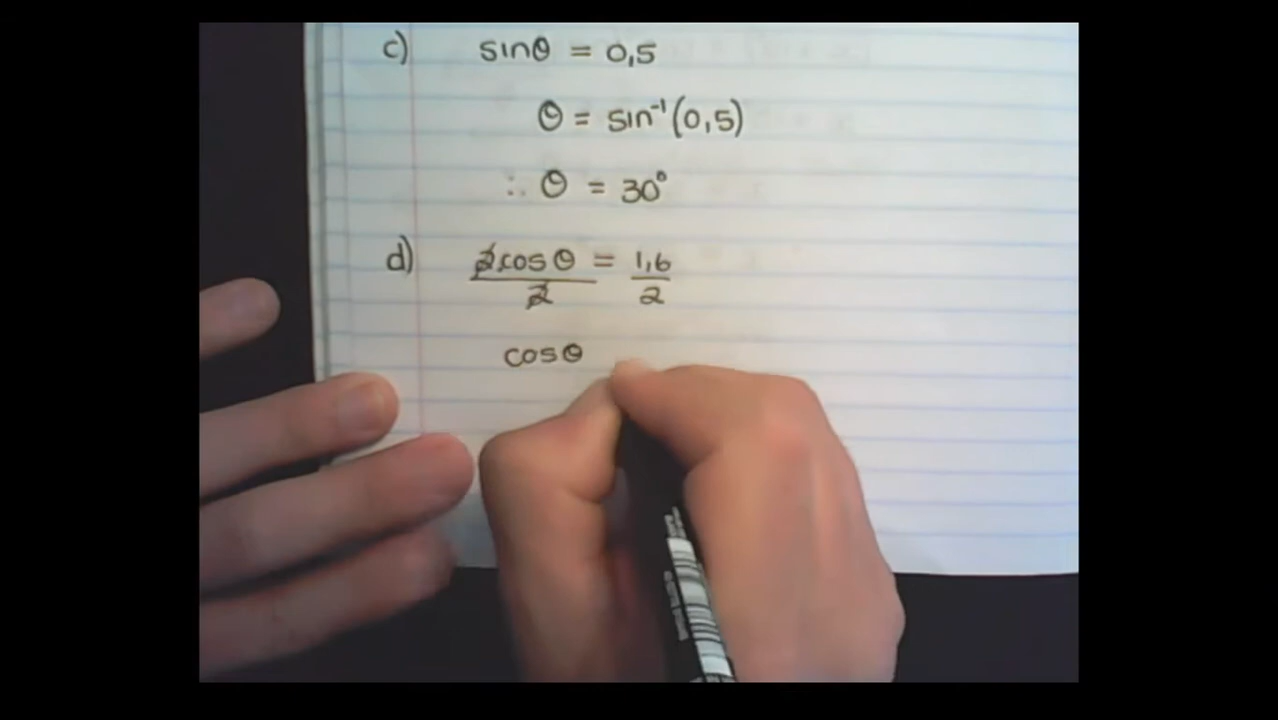 c) sinθ = 0,5
θ = sin⁻¹(0,5)
∴ θ = 30°
d) 2cosθ = 1,6
2 2
cosθ